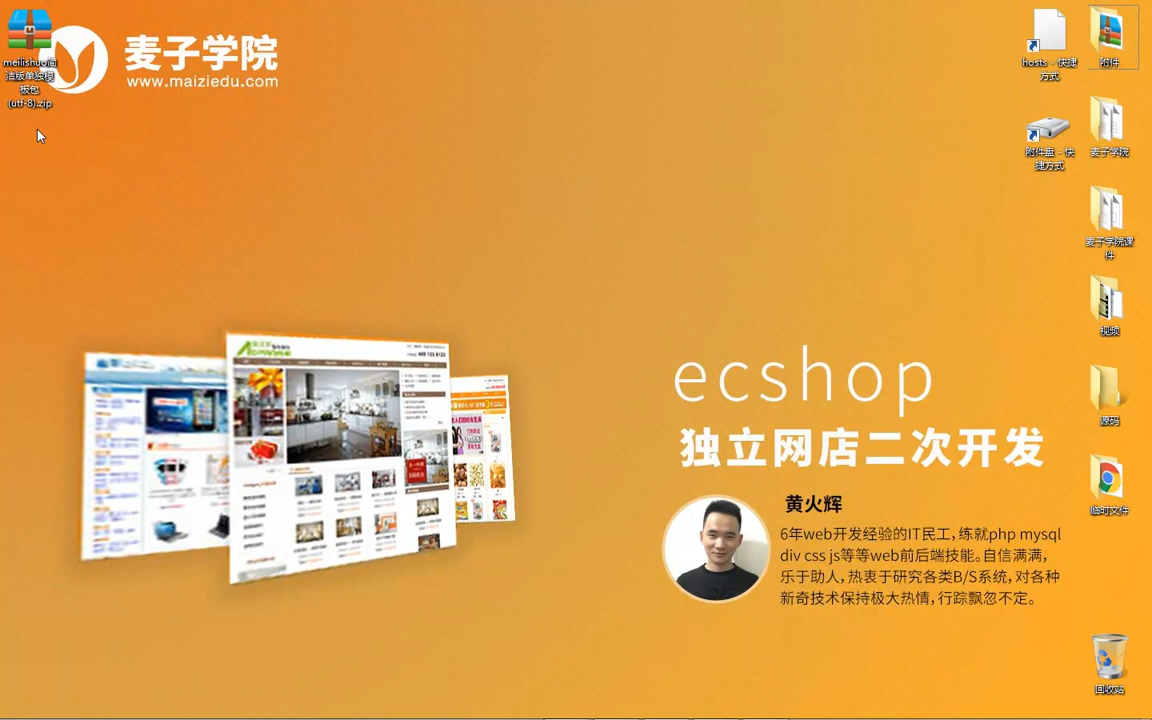 麦子学院
www.maiziedu.com
meilishuo简
洁版单独模
板包
(utf-8).zip
hosts - 快捷
方式
附件
附件盘 - 快
捷方式
麦子学院
麦子学院课
件
视频
源码
临时文件
回收站
ecshop
独立网店二次开发
黄火辉
6年web开发经验的IT民工，练就php mysql
div css js等等web前后端技能。自信满满，
乐于助人，热衷于研究各类B/S系统，对各种
新奇技术保持极大热情，行踪飘忽不定。